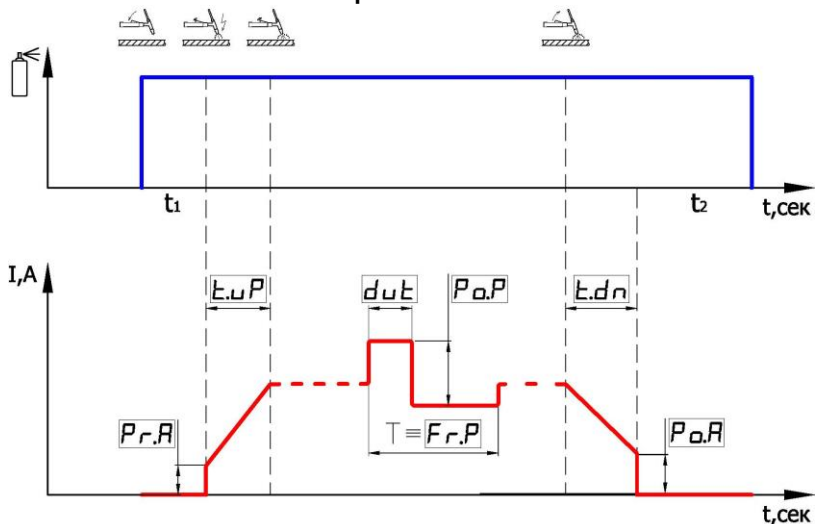 t₁
t₂
t,сек
I,A
t.uP
dut
Po.P
t.dn
Pr.A
T ≡ Fr.P
Po.A
t,сек